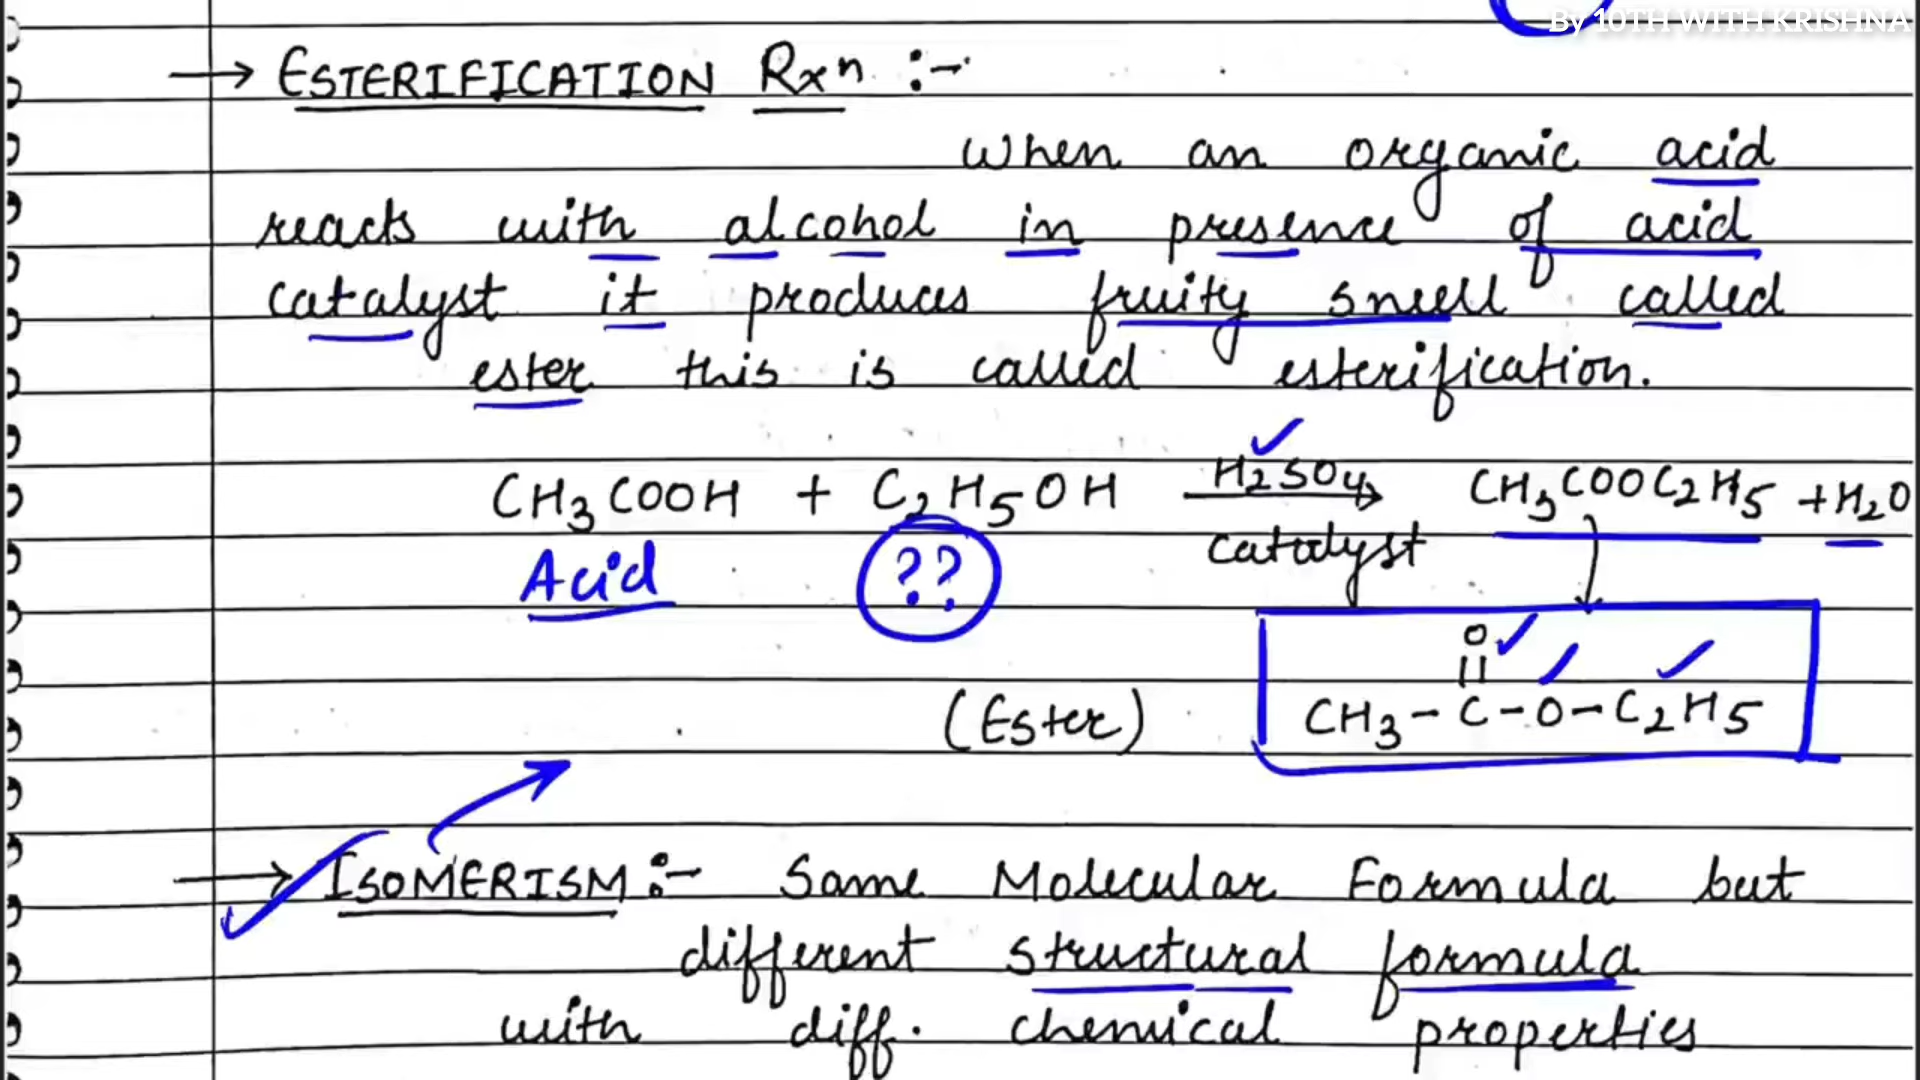 By 10TH WITH KRISHNA
→ ESTERIFICATION Rxⁿ :-
When an organic acid
reacts with alcohol in presence of acid
catalyst it produces fruity smell called
ester this is called esterification.
CH₃COOH + C₂H₅OH H₂SO₄→ CH₃COOC₂H₅ + H₂O
catalyst
Acid ??
O
||
(Ester) CH₃-C-O-C₂H₅
→ ISOMERISM :- Same Molecular Formula but
different structural formula
with diff. chemical properties